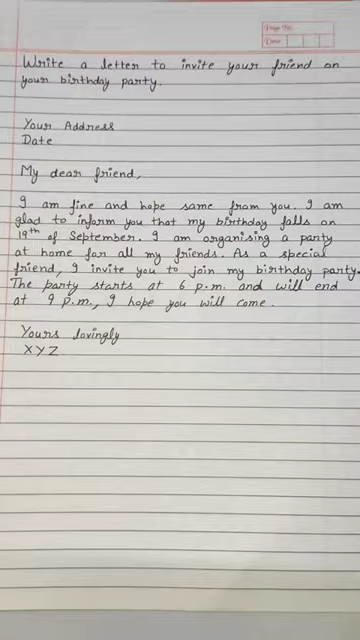 Page No.
Date
Write a letter to invite your friend on
your birthday party.
Your Address
Date
My dear friend,
I am fine and hope same from you. I am
glad to inform you that my birthday falls on
19th of September. I am organising a party
at home for all my friends. As a special
friend, I invite you to join my birthday party.
The party starts at 6 p.m. and will end
at 9 p.m., I hope you will come.
Yours lovingly
XYZ